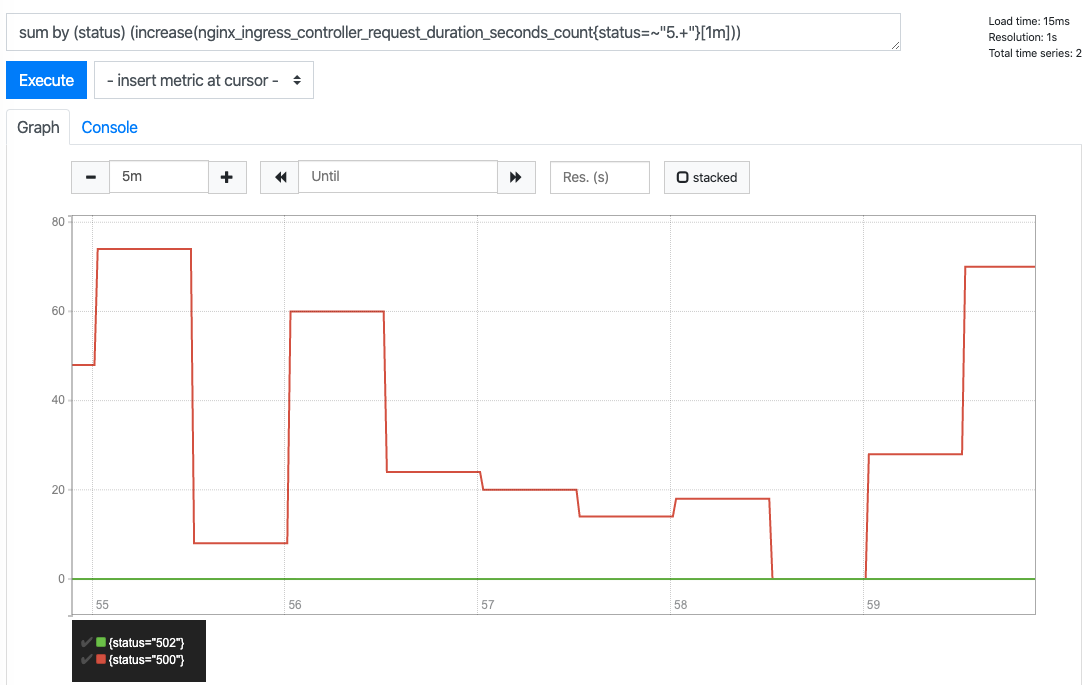 sum by (status) (increase(nginx_ingress_controller_request_duration_seconds_count{status=~"5.+"}[1m]))
Load time: 15ms
Resolution: 1s
Total time series: 2
Execute
- insert metric at cursor -
Graph
Console
5m
Until
Res. (s)
stacked
80
60
40
20
0
55
56
57
58
59
{status="502"}
{status="500"}